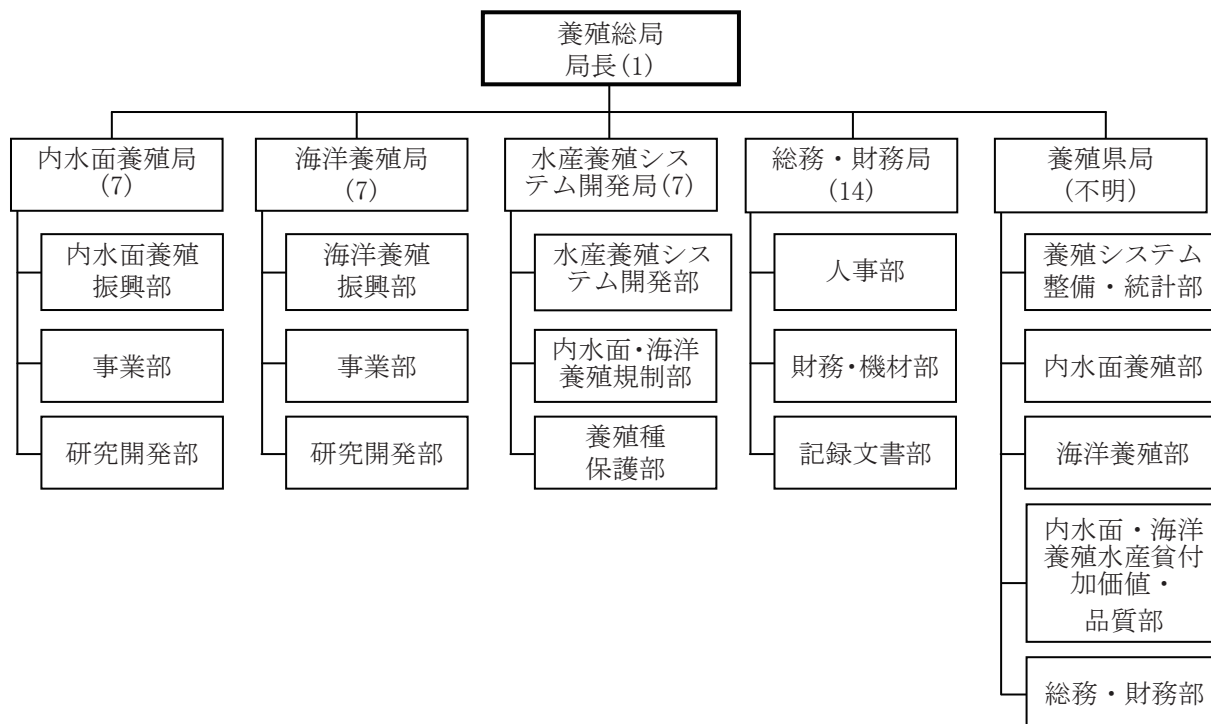 養殖総局
局長(1)
内水面養殖局
(7)
内水面養殖
振興部
事業部
研究開発部
海洋養殖局
(7)
海洋養殖
振興部
事業部
研究開発部
水産養殖シス
テム開発局(7)
水産養殖シス
テム開発部
内水面・海洋
養殖規制部
養殖種
保護部
総務・財務局
(14)
人事部
財務・機材部
記録文書部
養殖県局
(不明)
養殖システム
整備・統計部
内水面養殖部
海洋養殖部
内水面・海洋
養殖水産貧付
加価値・
品質部
総務・財務部